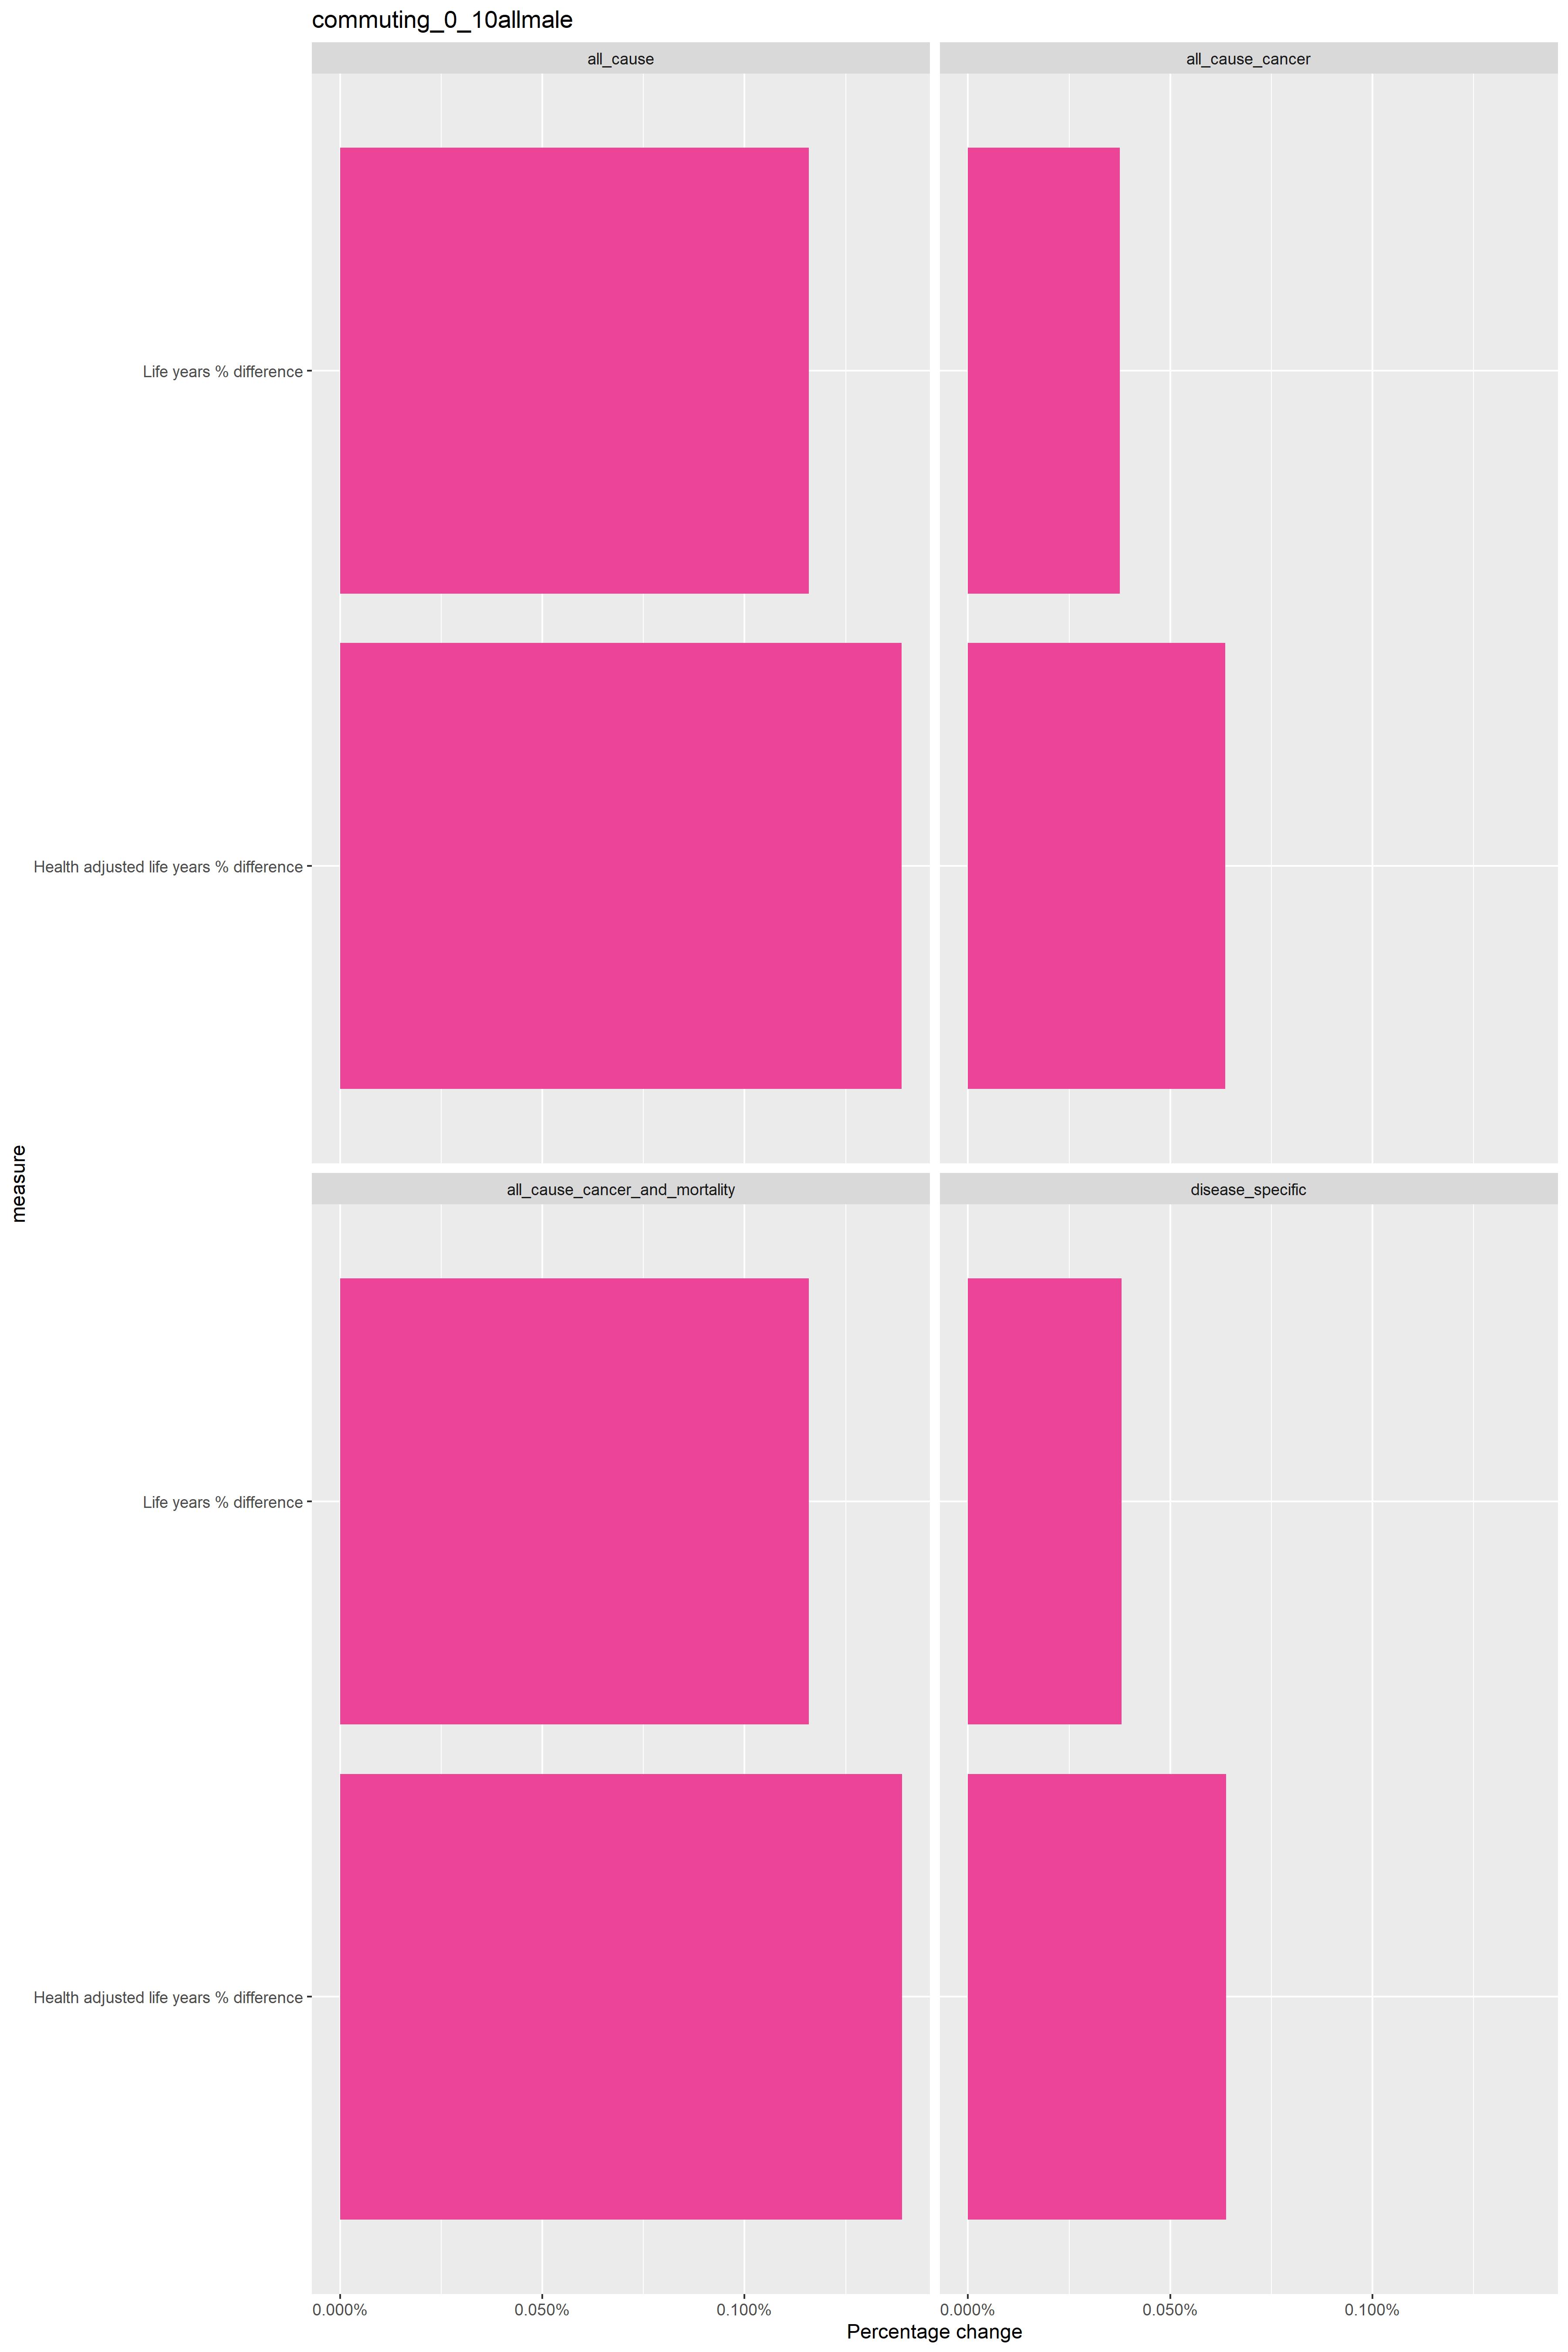 commuting_0_10allmale
all_cause
all_cause_cancer
Life years % difference
Health adjusted life years % difference
measure
all_cause_cancer_and_mortality
disease_specific
Life years % difference
Health adjusted life years % difference
0.000%
0.050%
0.100%
0.000%
0.050%
0.100%
Percentage change